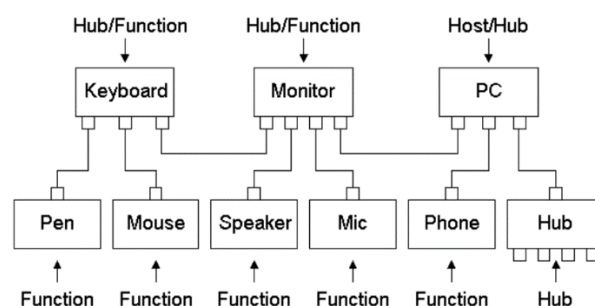 Hub/Function Hub/Function Host/Hub
Keyboard Monitor PC
Pen Mouse Speaker Mic Phone Hub
Function Function Function Function Function Hub